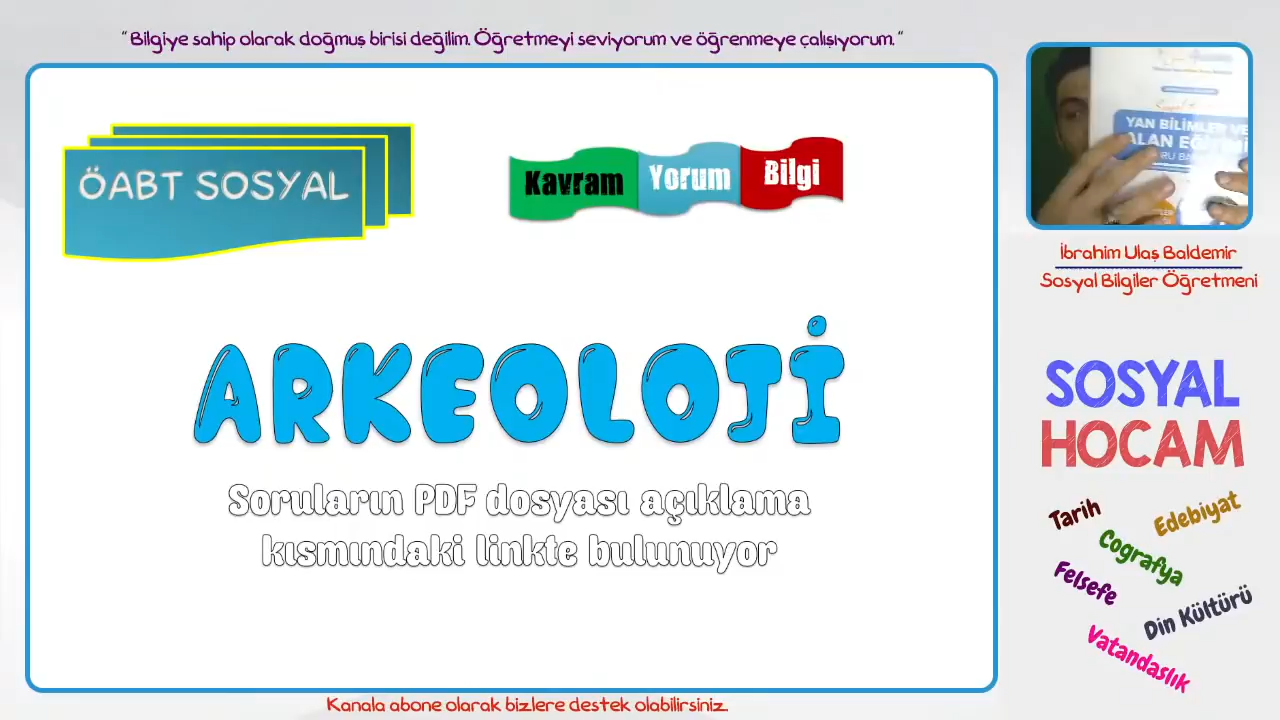 “ Bilgiye sahip olarak doğmuş birisi değilim. Öğretmeyi seviyorum ve öğrenmeye çalışıyorum. “
ÖABT SOSYAL
Kavram Yorum Bilgi
ARKEOLOJİ
Soruların PDF dosyası açıklama
kısmındaki linkte bulunuyor
Kanala abone olarak bizlere destek olabilirsiniz.
YAN BİLİMLER VE
ALAN EĞİTİMİ
İbrahim Ulaş Baldemir
Sosyal Bilgiler Öğretmeni
SOSYAL
HOCAM
Tarih
Edebiyat
Coğrafya
Felsefe
Din Kültürü
Vatandaslık